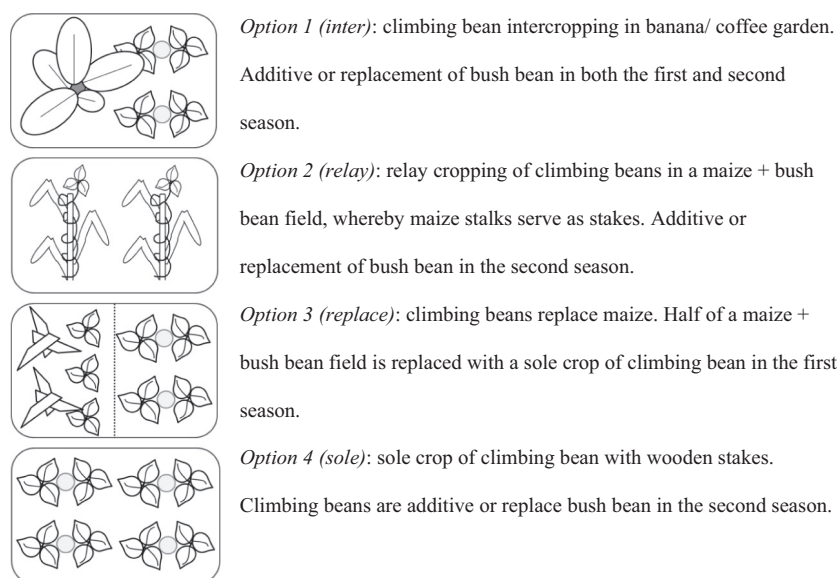 Option 1 (inter): climbing bean intercropping in banana/ coffee garden.
Additive or replacement of bush bean in both the first and second
season.
Option 2 (relay): relay cropping of climbing beans in a maize + bush
bean field, whereby maize stalks serve as stakes. Additive or
replacement of bush bean in the second season.
Option 3 (replace): climbing beans replace maize. Half of a maize +
bush bean field is replaced with a sole crop of climbing bean in the first
season.
Option 4 (sole): sole crop of climbing bean with wooden stakes.
Climbing beans are additive or replace bush bean in the second season.